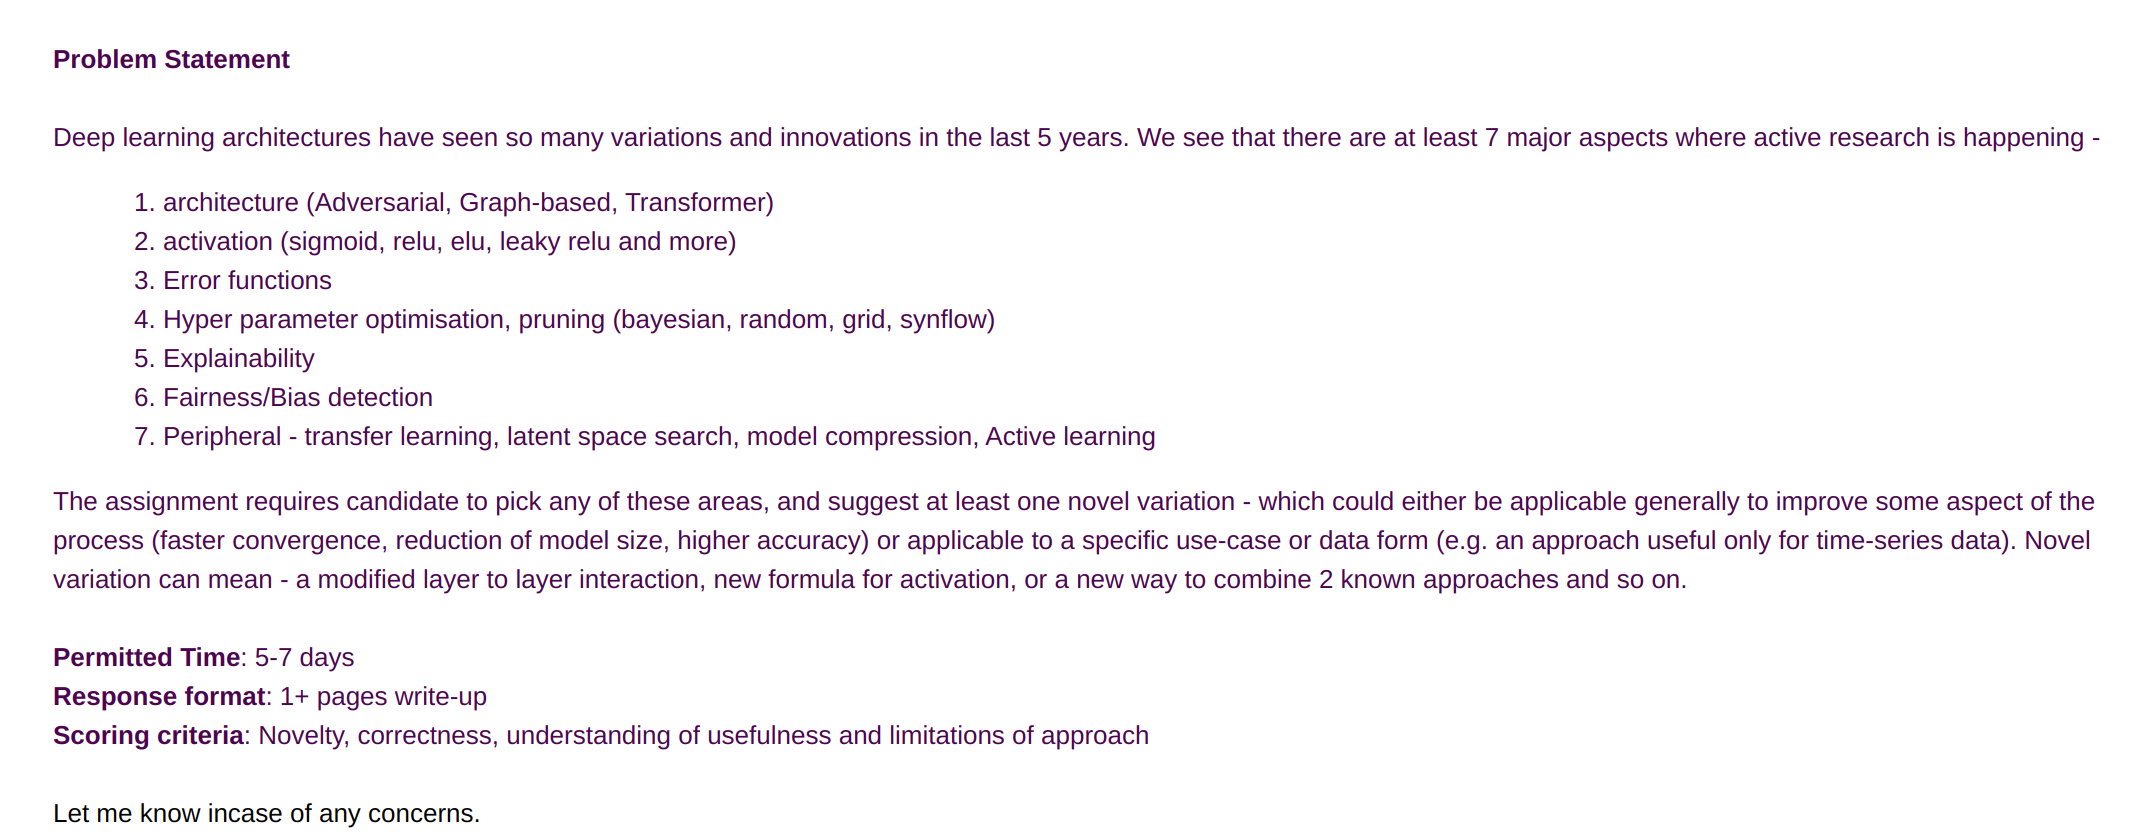 Problem Statement
Deep learning architectures have seen so many variations and innovations in the last 5 years. We see that there are at least 7 major aspects where active research is happening -
1. architecture (Adversarial, Graph-based, Transformer)
2. activation (sigmoid, relu, elu, leaky relu and more)
3. Error functions
4. Hyper parameter optimisation, pruning (bayesian, random, grid, synflow)
5. Explainability
6. Fairness/Bias detection
7. Peripheral - transfer learning, latent space search, model compression, Active learning
The assignment requires candidate to pick any of these areas, and suggest at least one novel variation - which could either be applicable generally to improve some aspect of the
process (faster convergence, reduction of model size, higher accuracy) or applicable to a specific use-case or data form (e.g. an approach useful only for time-series data). Novel
variation can mean - a modified layer to layer interaction, new formula for activation, or a new way to combine 2 known approaches and so on.
Permitted Time: 5-7 days
Response format: 1+ pages write-up
Scoring criteria: Novelty, correctness, understanding of usefulness and limitations of approach
Let me know incase of any concerns.